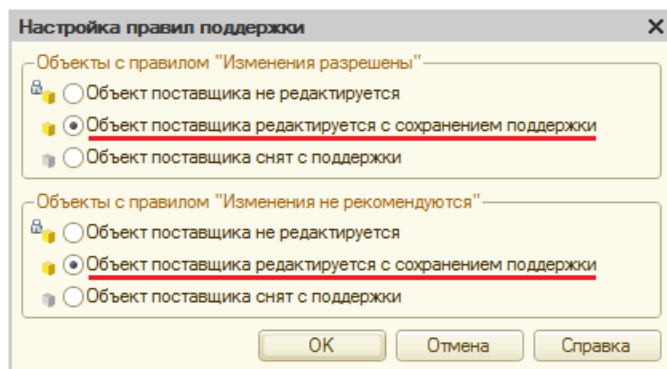 Настройка правил поддержки
Объекты с правилом "Изменения разрешены"
Объект поставщика не редактируется
Объект поставщика редактируется с сохранением поддержки
Объект поставщика снят с поддержки
Объекты с правилом "Изменения не рекомендуются"
Объект поставщика не редактируется
Объект поставщика редактируется с сохранением поддержки
Объект поставщика снят с поддержки
ОК Отмена Справка